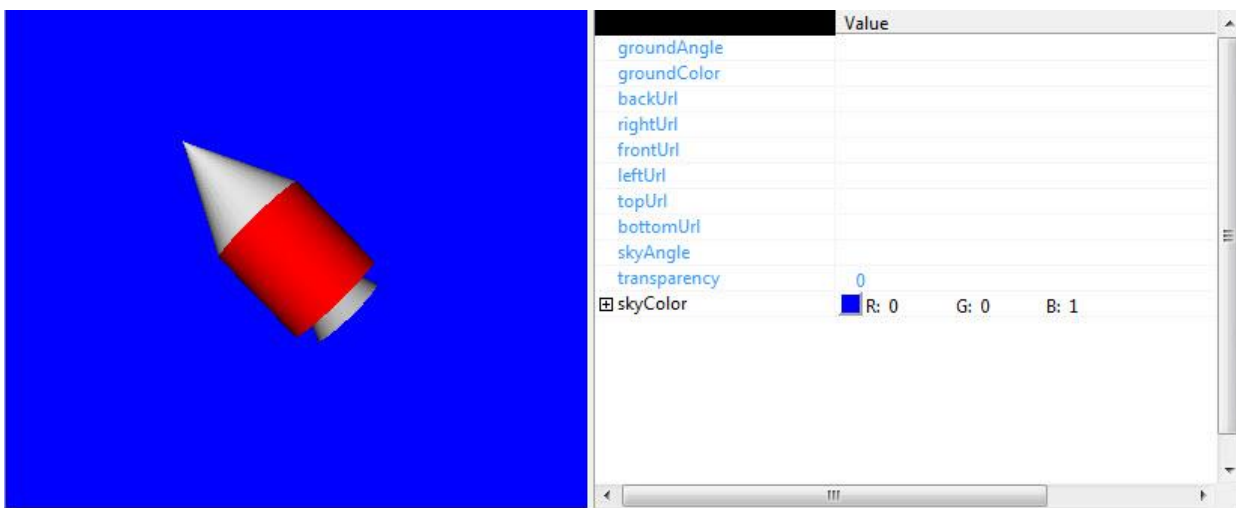 Value
groundAngle
groundColor
backUrl
rightUrl
frontUrl
leftUrl
topUrl
bottomUrl
skyAngle
transparency 0
skyColor R: 0 G: 0 B: 1